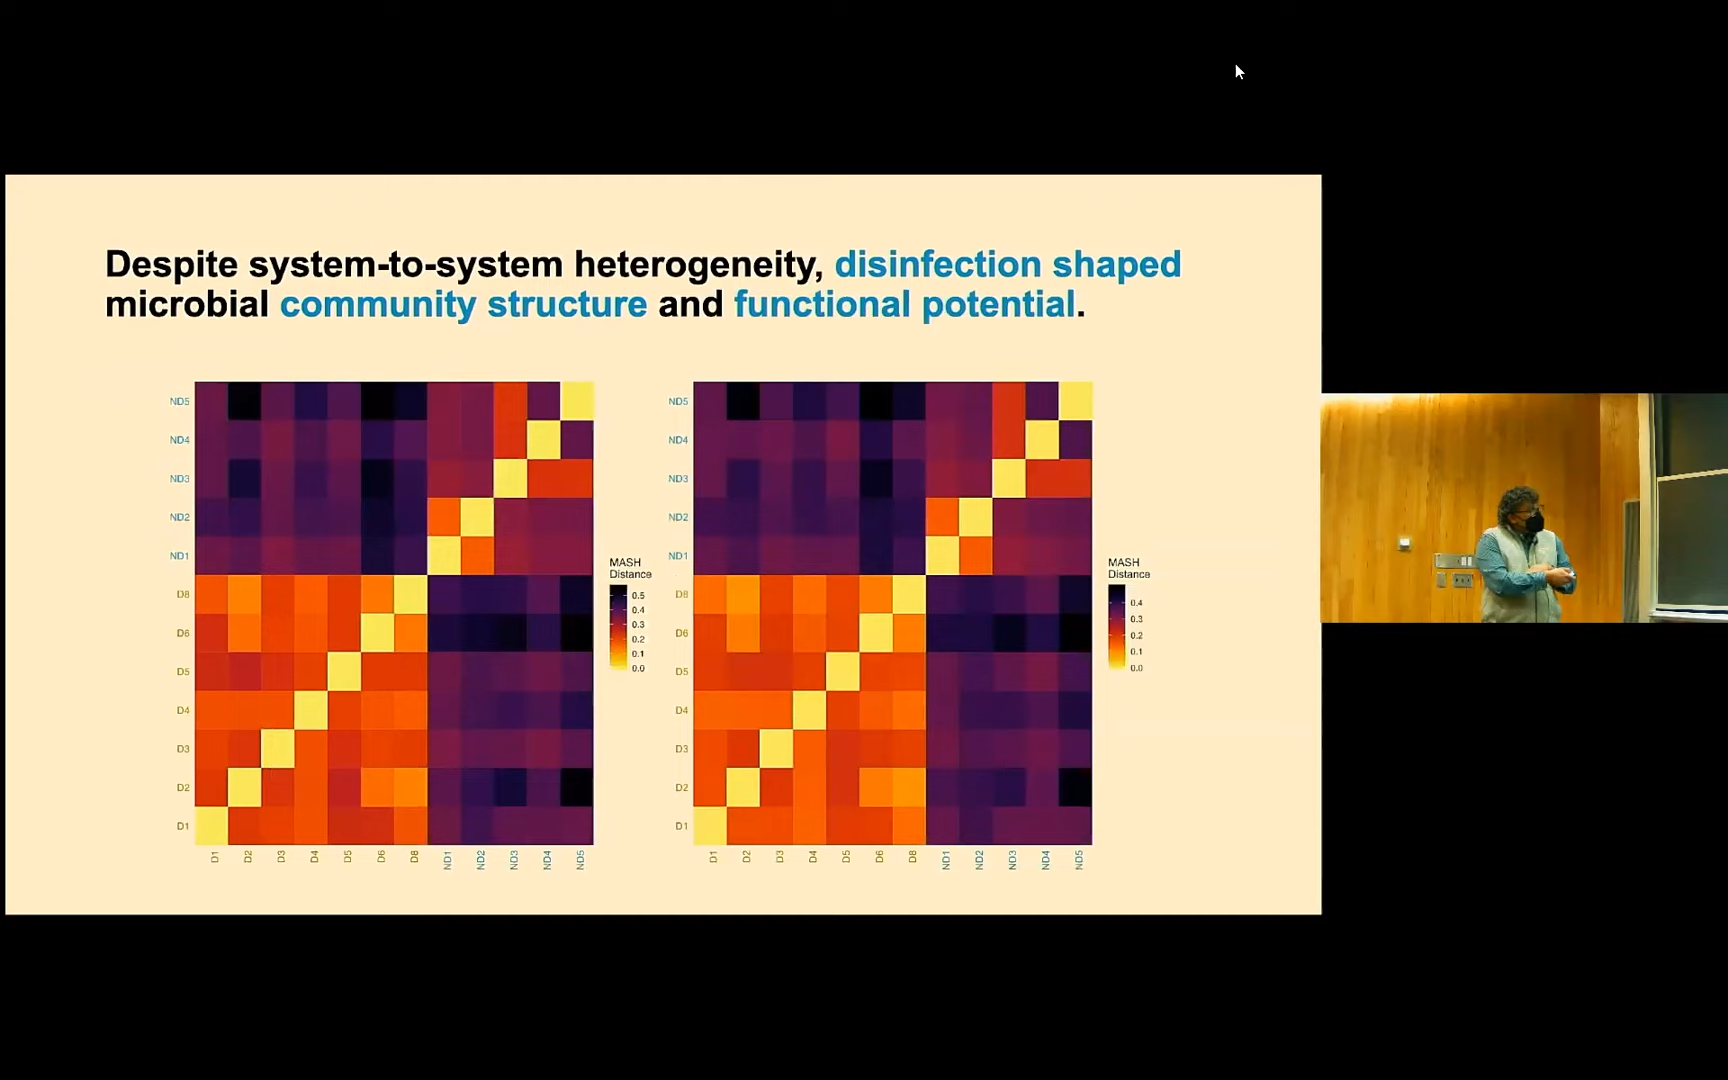 Despite system-to-system heterogeneity, disinfection shaped
microbial community structure and functional potential.
ND5
ND4
ND3
ND2
ND1
D8
D6
D5
D4
D3
D2
D1
D1
D2
D3
D4
D5
D6
D8
ND1
ND2
ND3
ND4
ND5
MASH
Distance
0.5
0.4
0.3
0.2
0.1
0.0
ND5
ND4
ND3
ND2
ND1
D8
D6
D5
D4
D3
D2
D1
D1
D2
D3
D4
D5
D6
D8
ND1
ND2
ND3
ND4
ND5
MASH
Distance
0.4
0.3
0.2
0.1
0.0